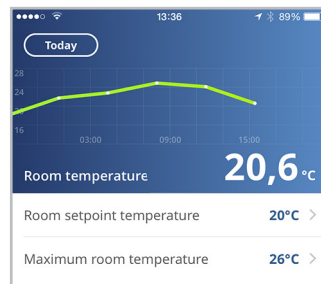 13:36
89%
Today
28
24
20
16
03:00
09:00
15:00
Room temperature
20,6 °C
Room setpoint temperature 20°C
Maximum room temperature 26°C